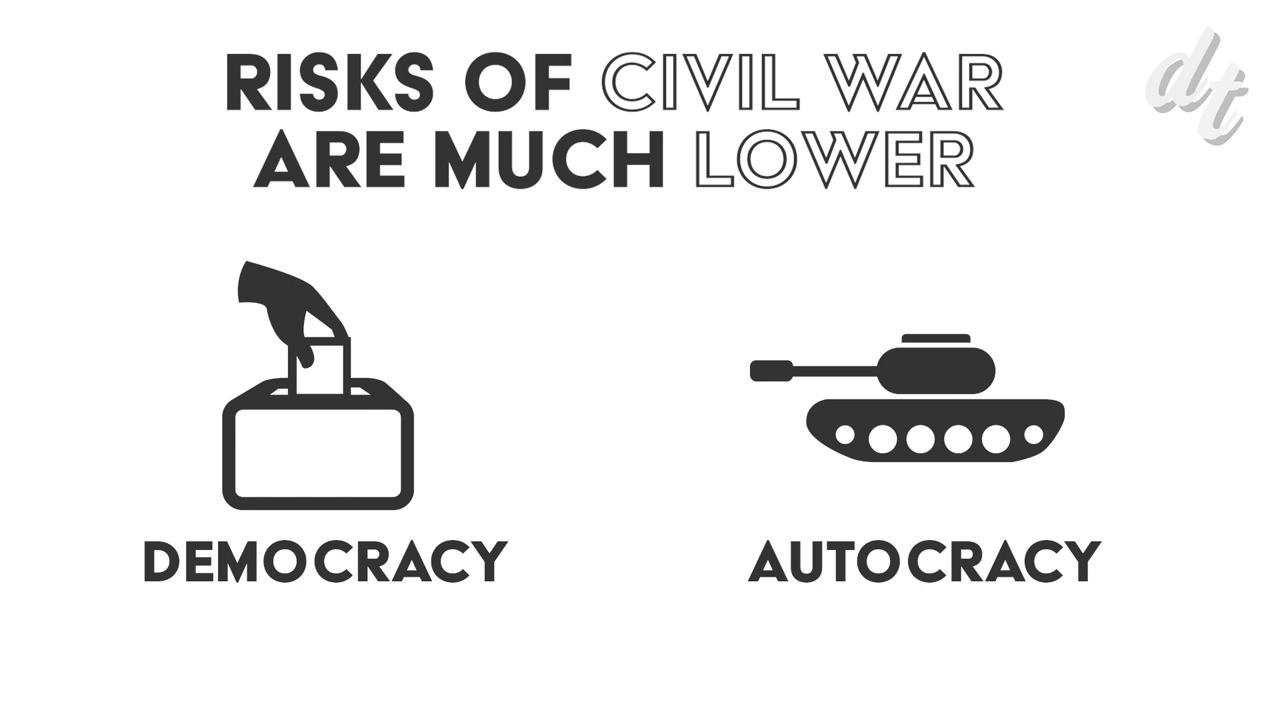 RISKS OF CIVIL WAR
ARE MUCH LOWER
dt
DEMOCRACY
AUTOCRACY